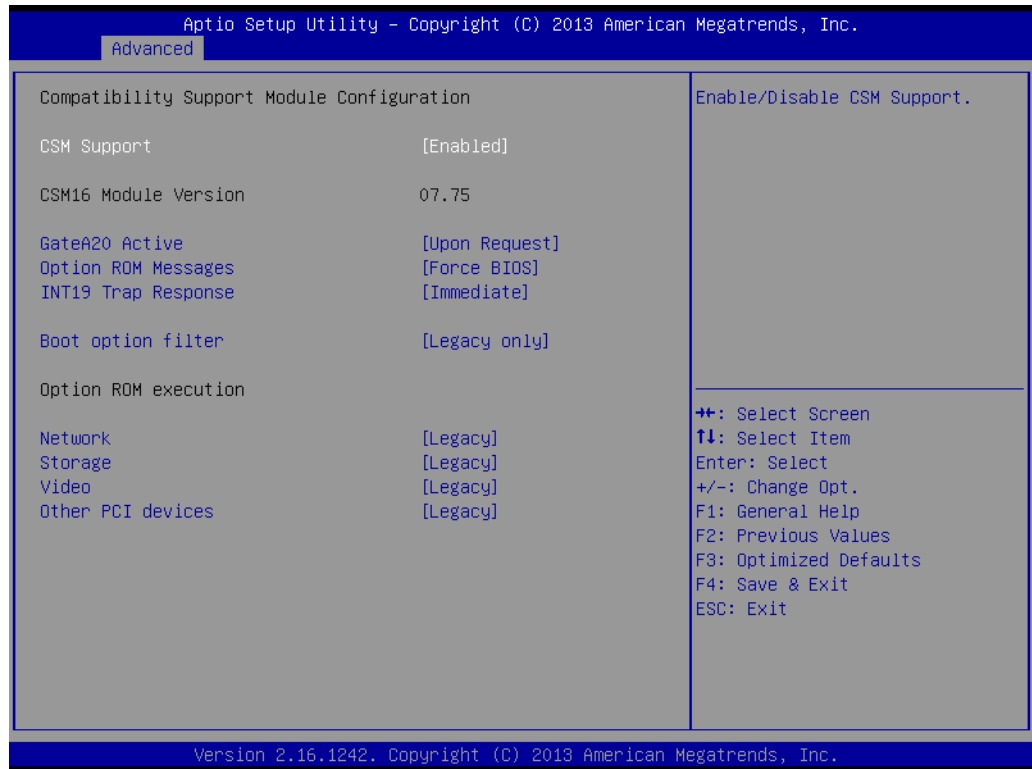 Aptio Setup Utility – Copyright (C) 2013 American Megatrends, Inc.
Advanced
Compatibility Support Module Configuration
CSM Support [Enabled]
CSM16 Module Version 07.75
GateA20 Active [Upon Request]
Option ROM Messages [Force BIOS]
INT19 Trap Response [Immediate]
Boot option filter [Legacy only]
Option ROM execution
Network [Legacy]
Storage [Legacy]
Video [Legacy]
Other PCI devices [Legacy]
Enable/Disable CSM Support.
→←: Select Screen
↑↓: Select Item
Enter: Select
+/-: Change Opt.
F1: General Help
F2: Previous Values
F3: Optimized Defaults
F4: Save & Exit
ESC: Exit
Version 2.16.1242. Copyright (C) 2013 American Megatrends, Inc.